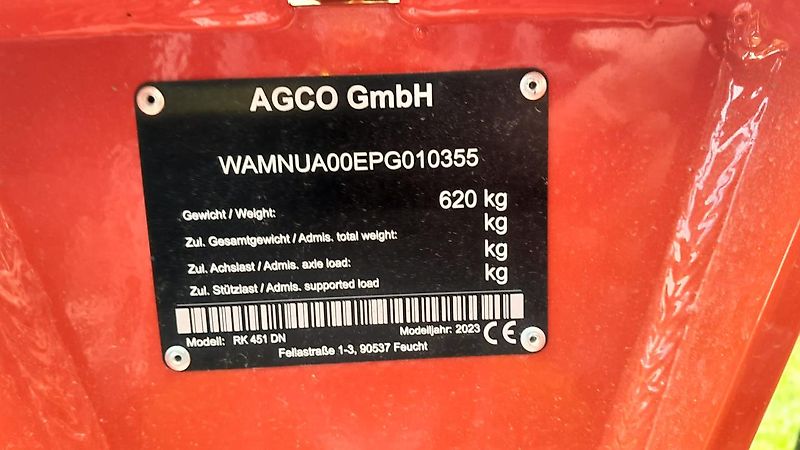 AGCO GmbH
WAMNUA00EPG010355
Gewicht / Weight: 620 kg
Zul. Gesamtgewicht / Admis. total weight: kg
Zul. Achslast / Admis. axle load: kg
Zul. Stützlast / Admis. supported load kg
Modell: RK 451 DN Modelljahr: 2023 CE
Fellastraße 1-3, 90537 Feucht